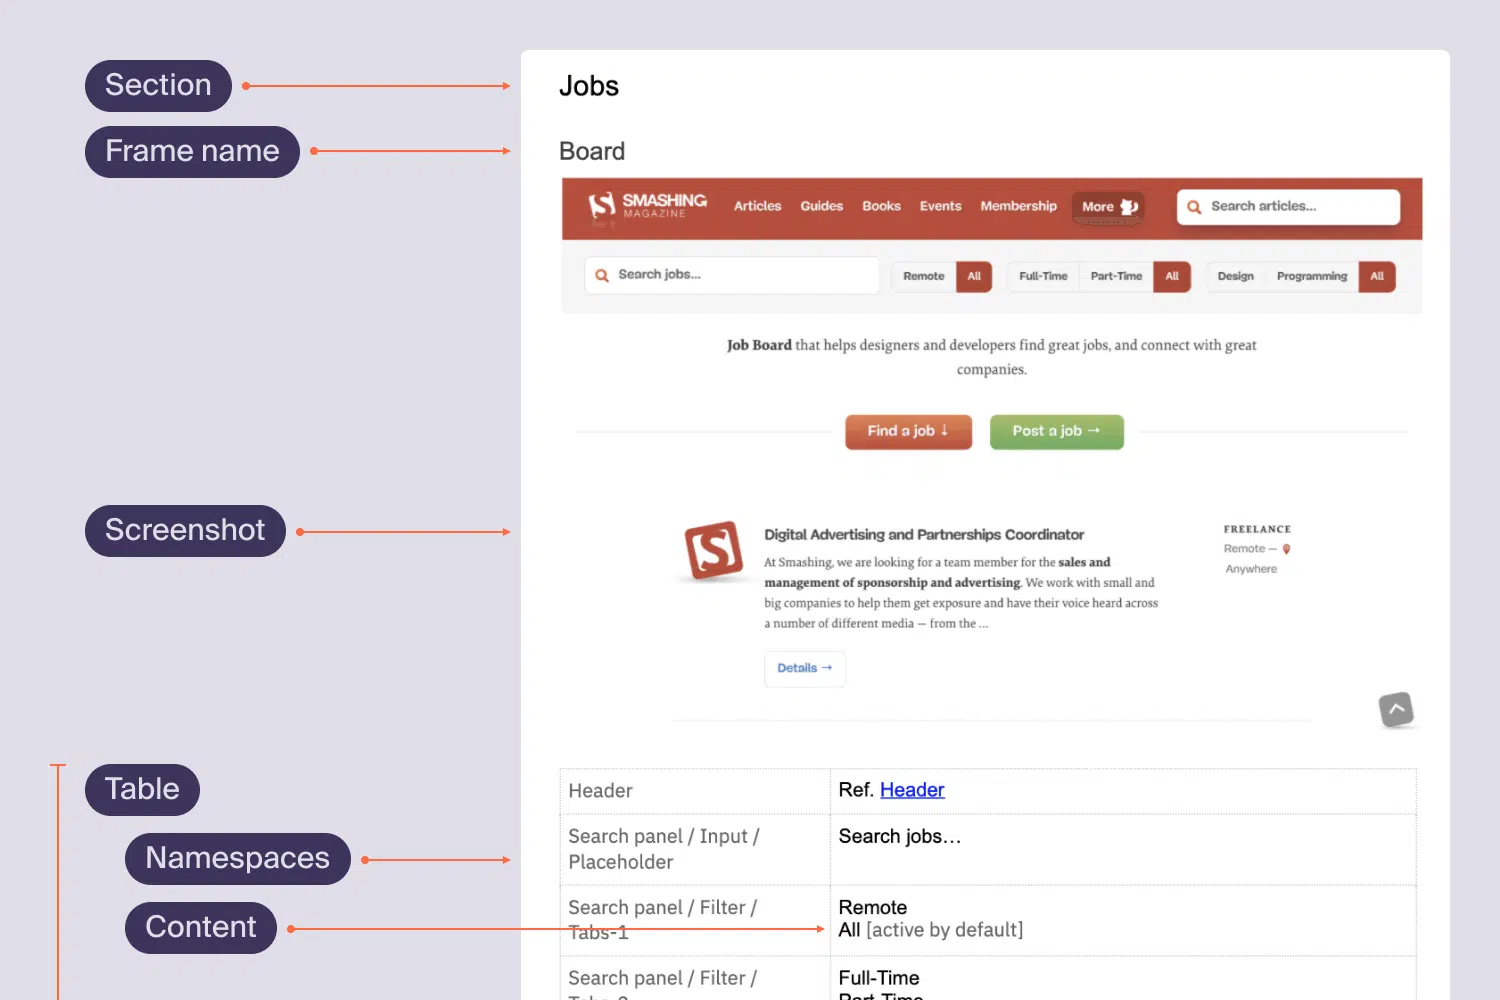 Section
Jobs
Frame name
Board
SMASHING
MAGAZINE
Articles
Guides
Books
Events
Membership
More
Search articles...
Search jobs...
Remote
All
Full-Time
Part-Time
All
Design
Programming
All
Job Board that helps designers and developers find great jobs, and connect with great
companies.
Find a job ↓
Post a job →
Screenshot
Digital Advertising and Partnerships Coordinator
At Smashing, we are looking for a team member for the sales and
management of sponsorship and advertising. We work with small and
big companies to help them get exposure and have their voice heard across
a number of different media — from the ...
Details →
FREELANCE
Remote —
Anywhere
Table
Namespaces
Content
Header
Ref. Header
Search panel / Input /
Placeholder
Search jobs...
Search panel / Filter /
Tabs-1
Remote
All [active by default]
Search panel / Filter /
Full-Time
Part-Time